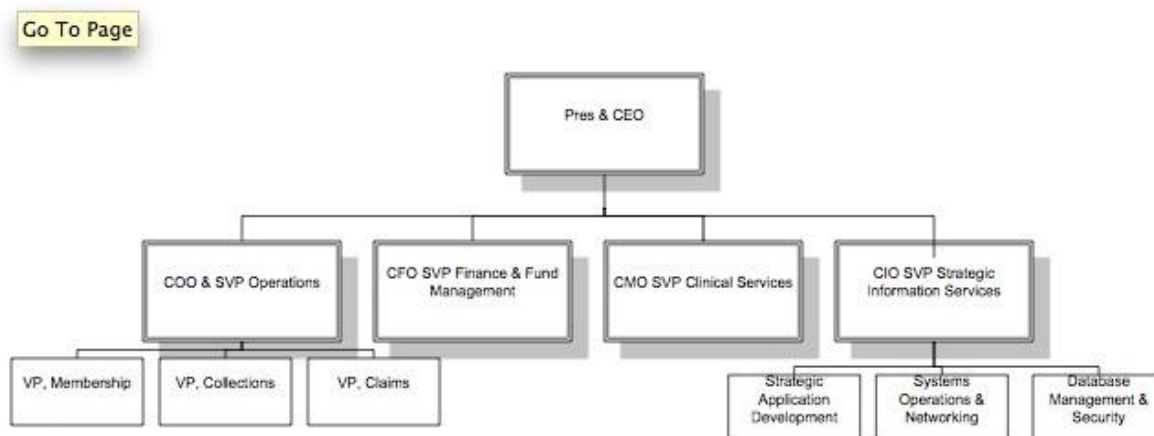 Go To Page
Pres & CEO
COO & SVP Operations
CFO SVP Finance & Fund
Management
CMO SVP Clinical Services
CIO SVP Strategic
Information Services
VP, Membership
VP, Collections
VP, Claims
Strategic
Application
Development
Systems
Operations &
Networking
Database
Management &
Security